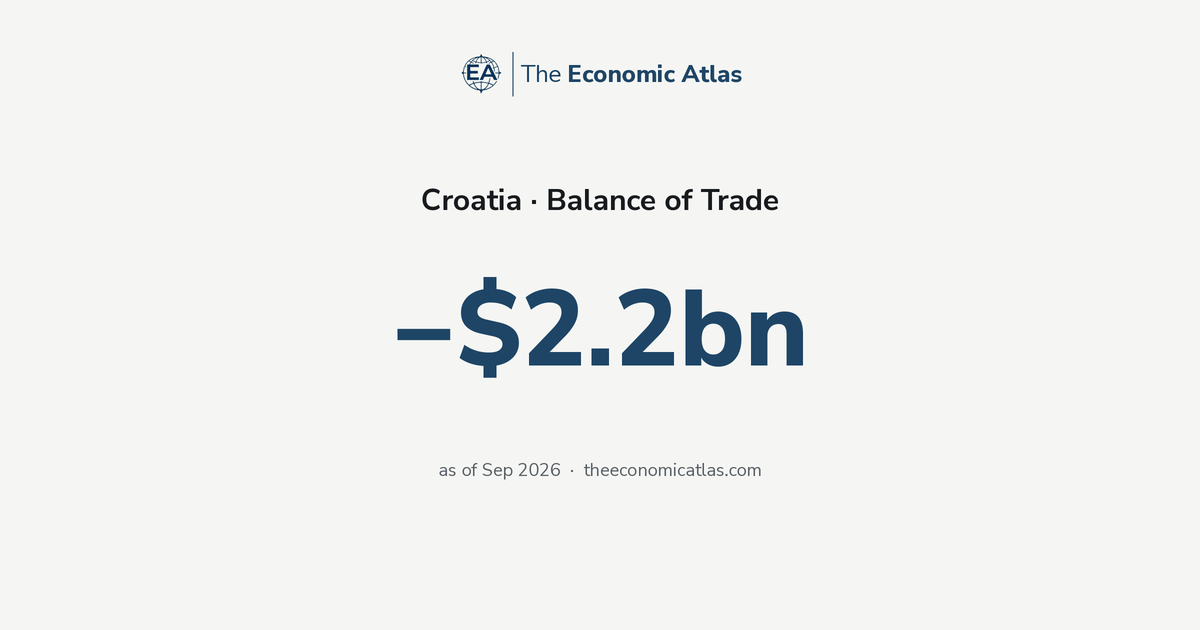 EA The Economic Atlas
Croatia · Balance of Trade
−$2.2bn
as of Sep 2026 · theeconomicatlas.com